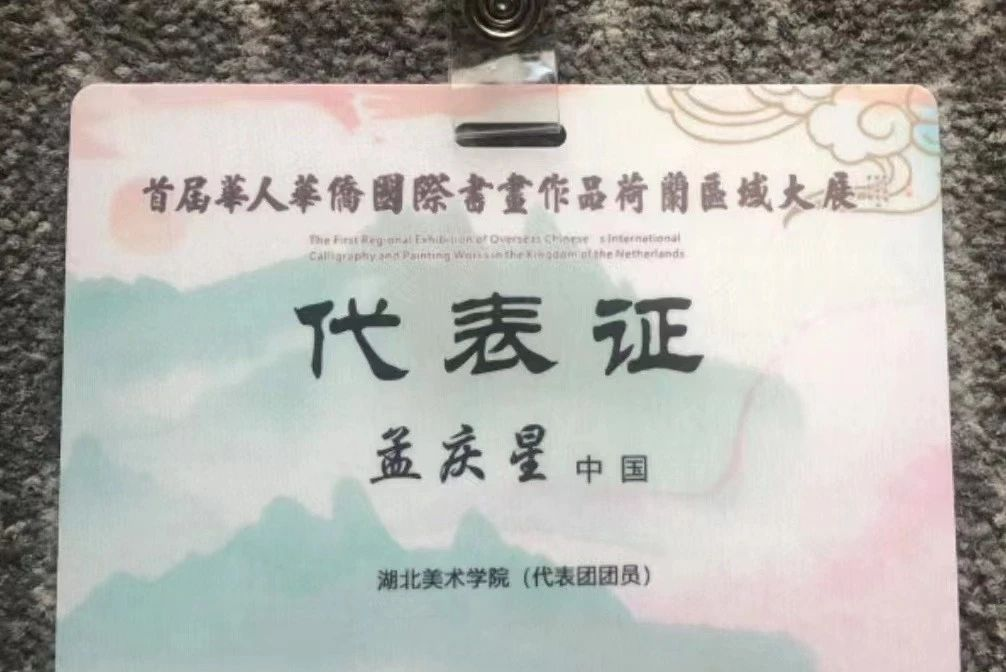 首届華人華僑國際書畫作品荷蘭區域大展
The First Regional Exhibition of Overseas Chinese s International
Calligraphy and Painting Works in the Kingdom of the Netherlands
代表证
孟庆星 中国
湖北美术学院（代表团团员）